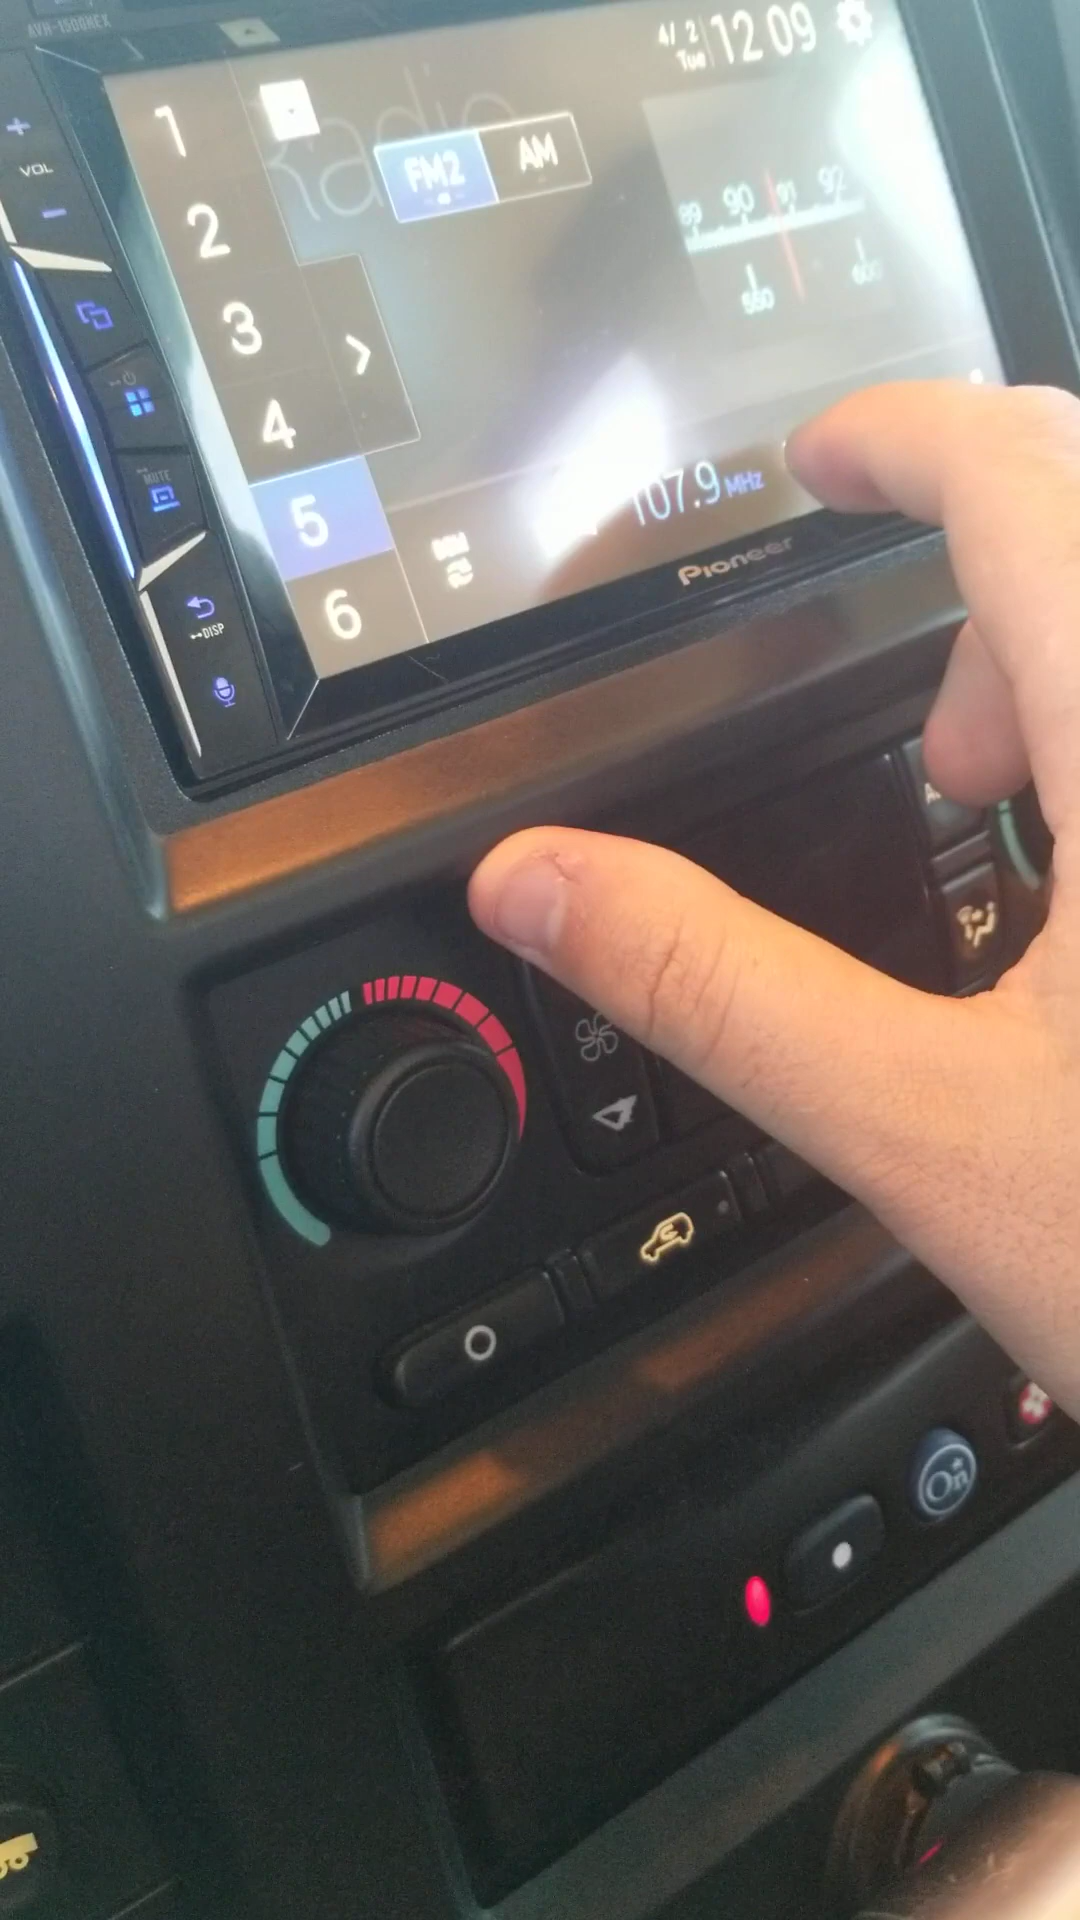 AVH-1500NEX
4/ 2
Tue
12 09
Radio
1
FM2
AM
VOL
2
89 90 91 92
550 600
3
4
MUTE
5
107.9 MHz
Pioneer
6
DISP
On